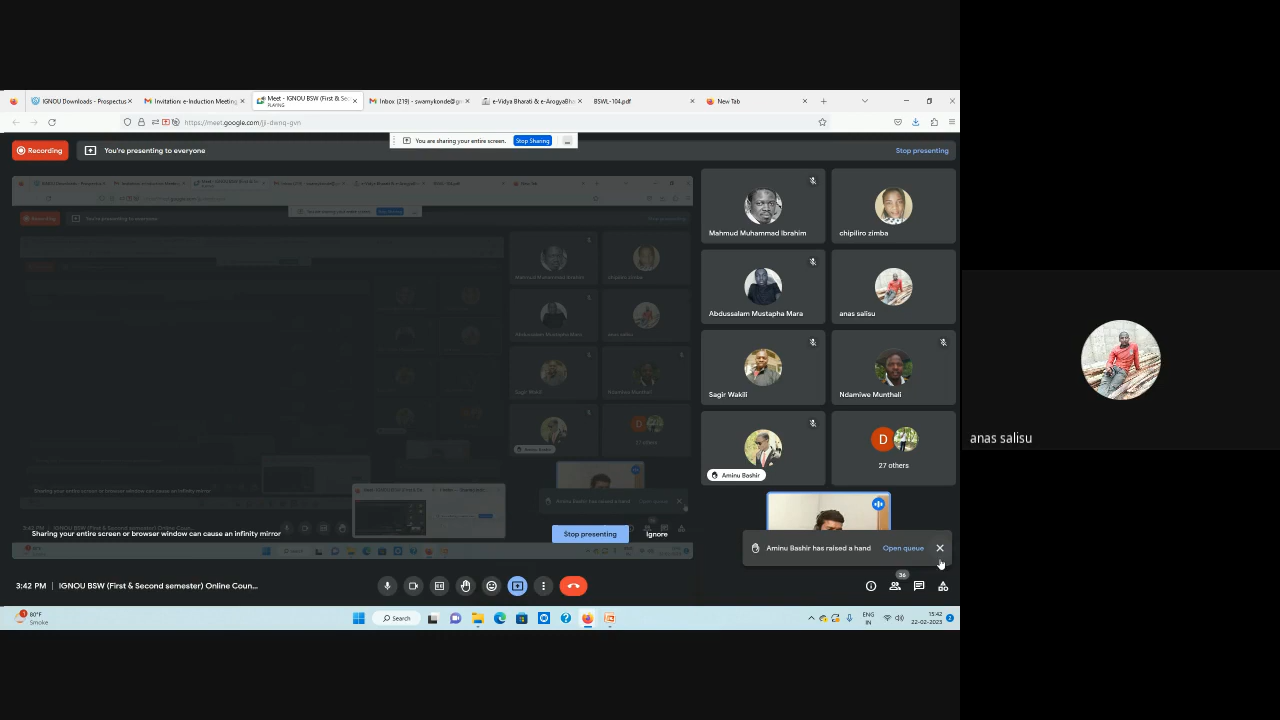 IGNOU Downloads - Prospectus
Invitation: e-Induction Meeting
Meet - IGNOU BSW (First & Se
PLAYING
Inbox (219) - swamykonde@gm
e-Vidya Bharati & e-ArogyaBha
BSWL-104.pdf
New Tab
https://meet.google.com/jji-dwnq-gvn
You are sharing your entire screen.
Stop Sharing
Recording
You're presenting to everyone
Stop presenting
Mahmud Muhammad Ibrahim
chipiliro zimba
Abdussalam Mustapha Mara
anas salisu
Sagir Wakili
Ndamiwe Munthali
Aminu Bashir
D
27 others
Aminu Bashir has raised a hand
Open queue
Sharing your entire screen or browser window can cause an infinity mirror
Stop presenting
Ignore
3:42 PM | IGNOU BSW (First & Second semester) Online Coun...
36
1
80°F
Smoke
Search
ENG
IN
15:42
22-02-2023
2
anas salisu